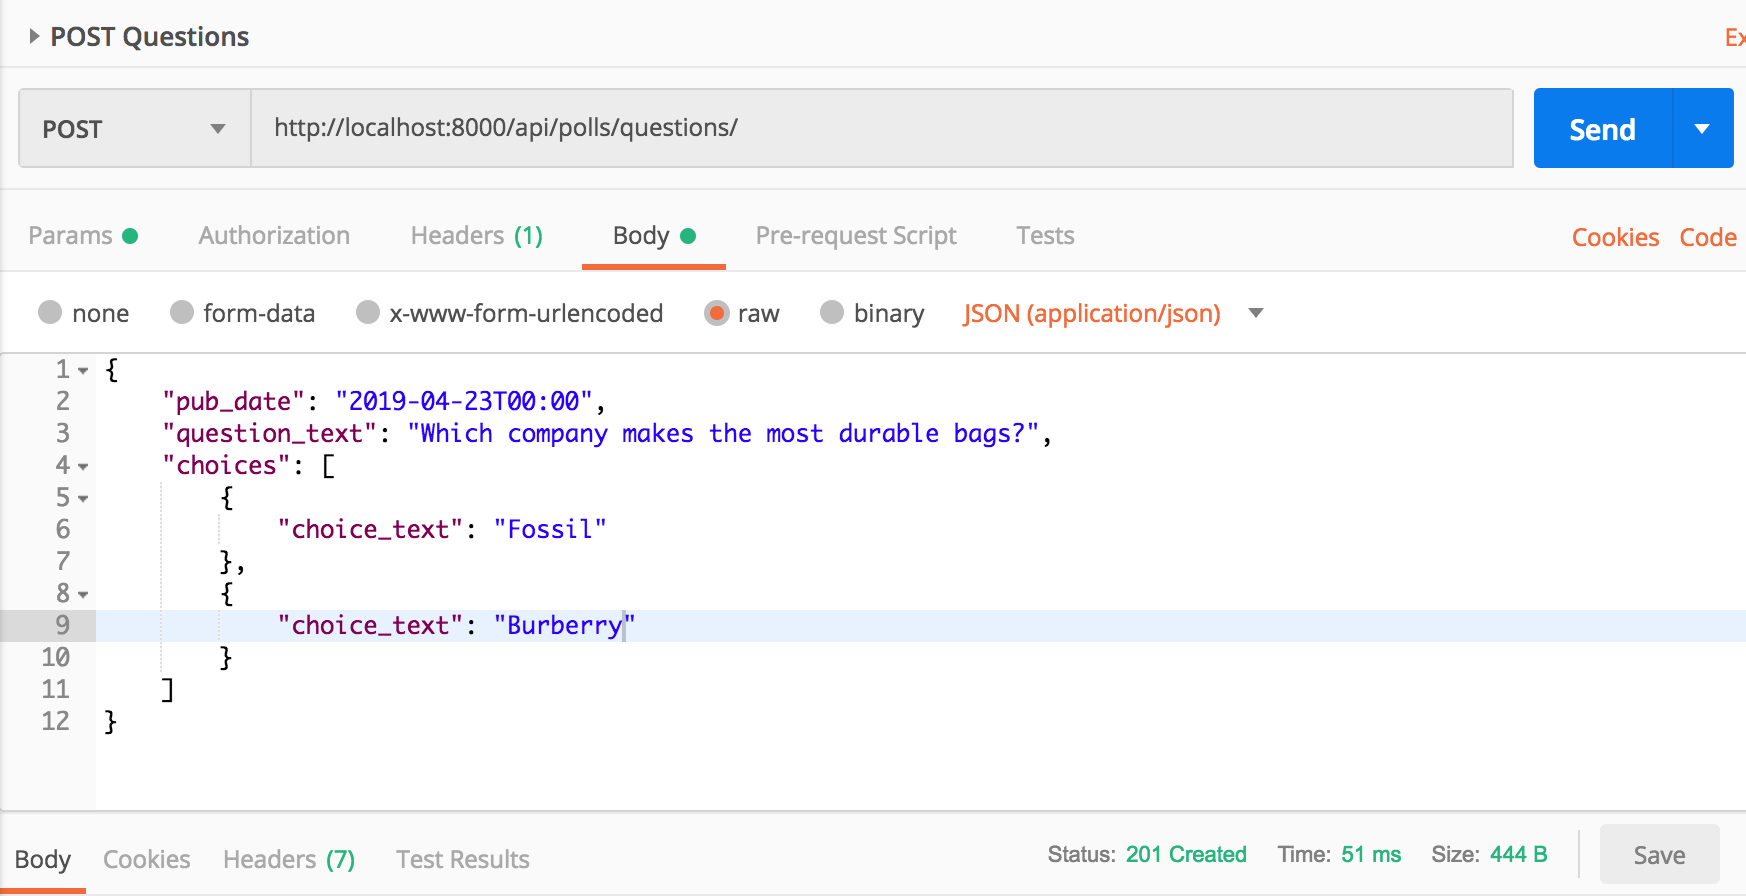 POST Questions
Ex
POST http://localhost:8000/api/polls/questions/ Send
Params Authorization Headers (1) Body Pre-request Script Tests Cookies Code
none form-data x-www-form-urlencoded raw binary JSON (application/json)
1 {
2 "pub_date": "2019-04-23T00:00",
3 "question_text": "Which company makes the most durable bags?",
4 "choices": [
5 {
6 "choice_text": "Fossil"
7 },
8 {
9 "choice_text": "Burberry"
10 }
11 ]
12 }
Body Cookies Headers (7) Test Results Status: 201 Created Time: 51 ms Size: 444 B Save